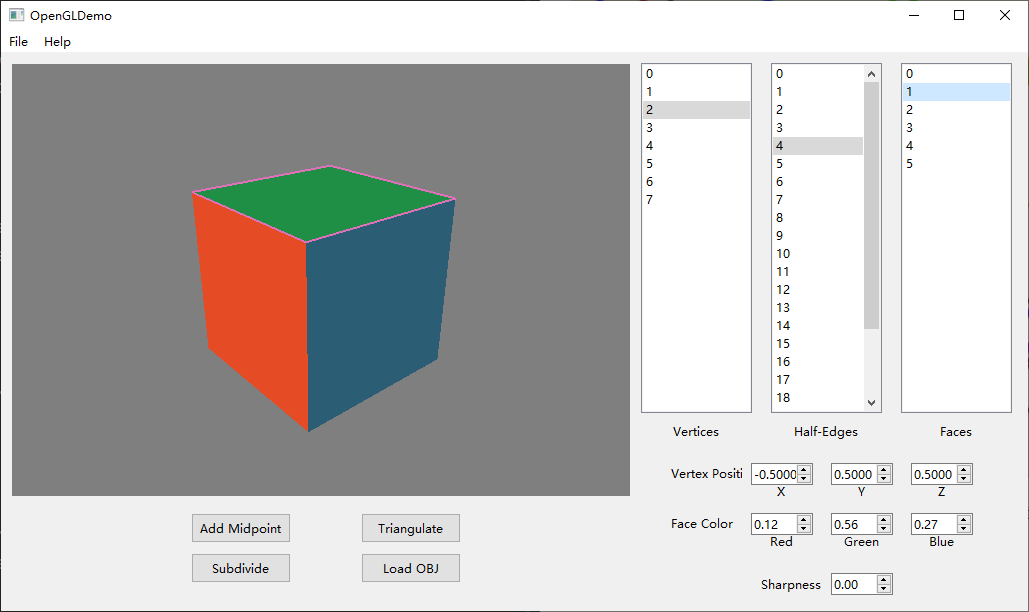 OpenGLDemo
File Help
0
1
2
3
4
5
6
7
Vertices
0
1
2
3
4
5
6
7
8
9
10
11
12
13
14
15
16
17
18
Half-Edges
0
1
2
3
4
5
Faces
Vertex Positi -0.5000 0.5000 0.5000
X Y Z
Face Color 0.12 0.56 0.27
Red Green Blue
Sharpness 0.00
Add Midpoint Triangulate
Subdivide Load OBJ